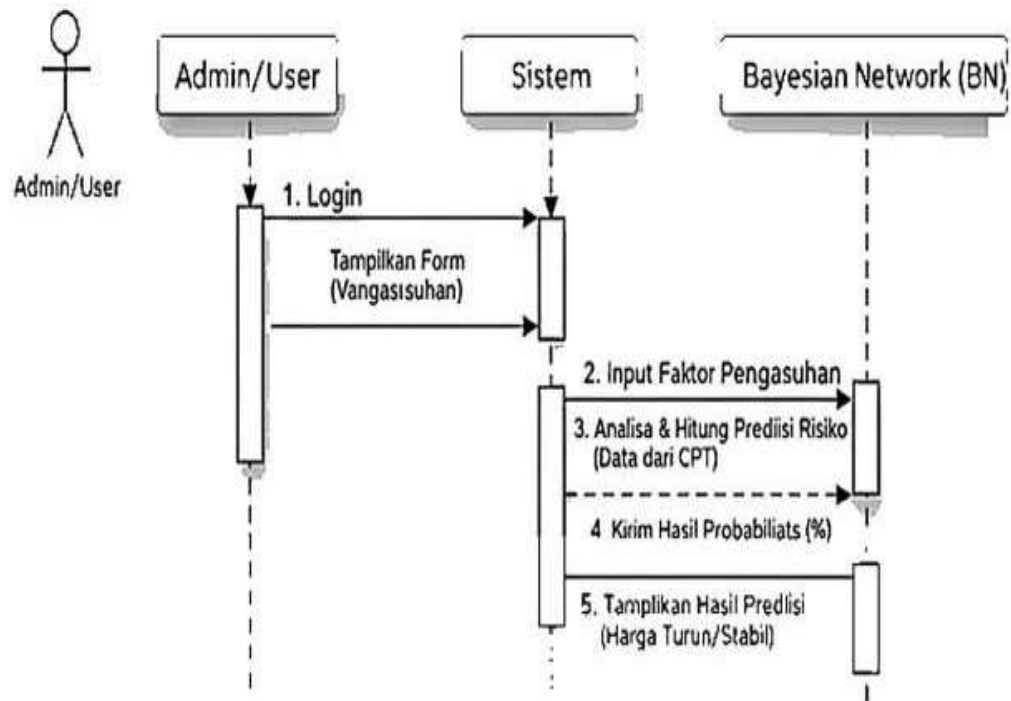 Admin/User
Sistem
Bayesian Network (BN)
Admin/User
1. Login
Tampilkan Form
(Vangasısuhan)
2. Input Faktor Pengasuhan
3. Analisa & Hitung Prediisi Risiko
(Data dari CPT)
4 Kirim Hasil Probabiliats (%)
5. Tamplikan Hasil Predlisi
(Harga Turun/Stabil)